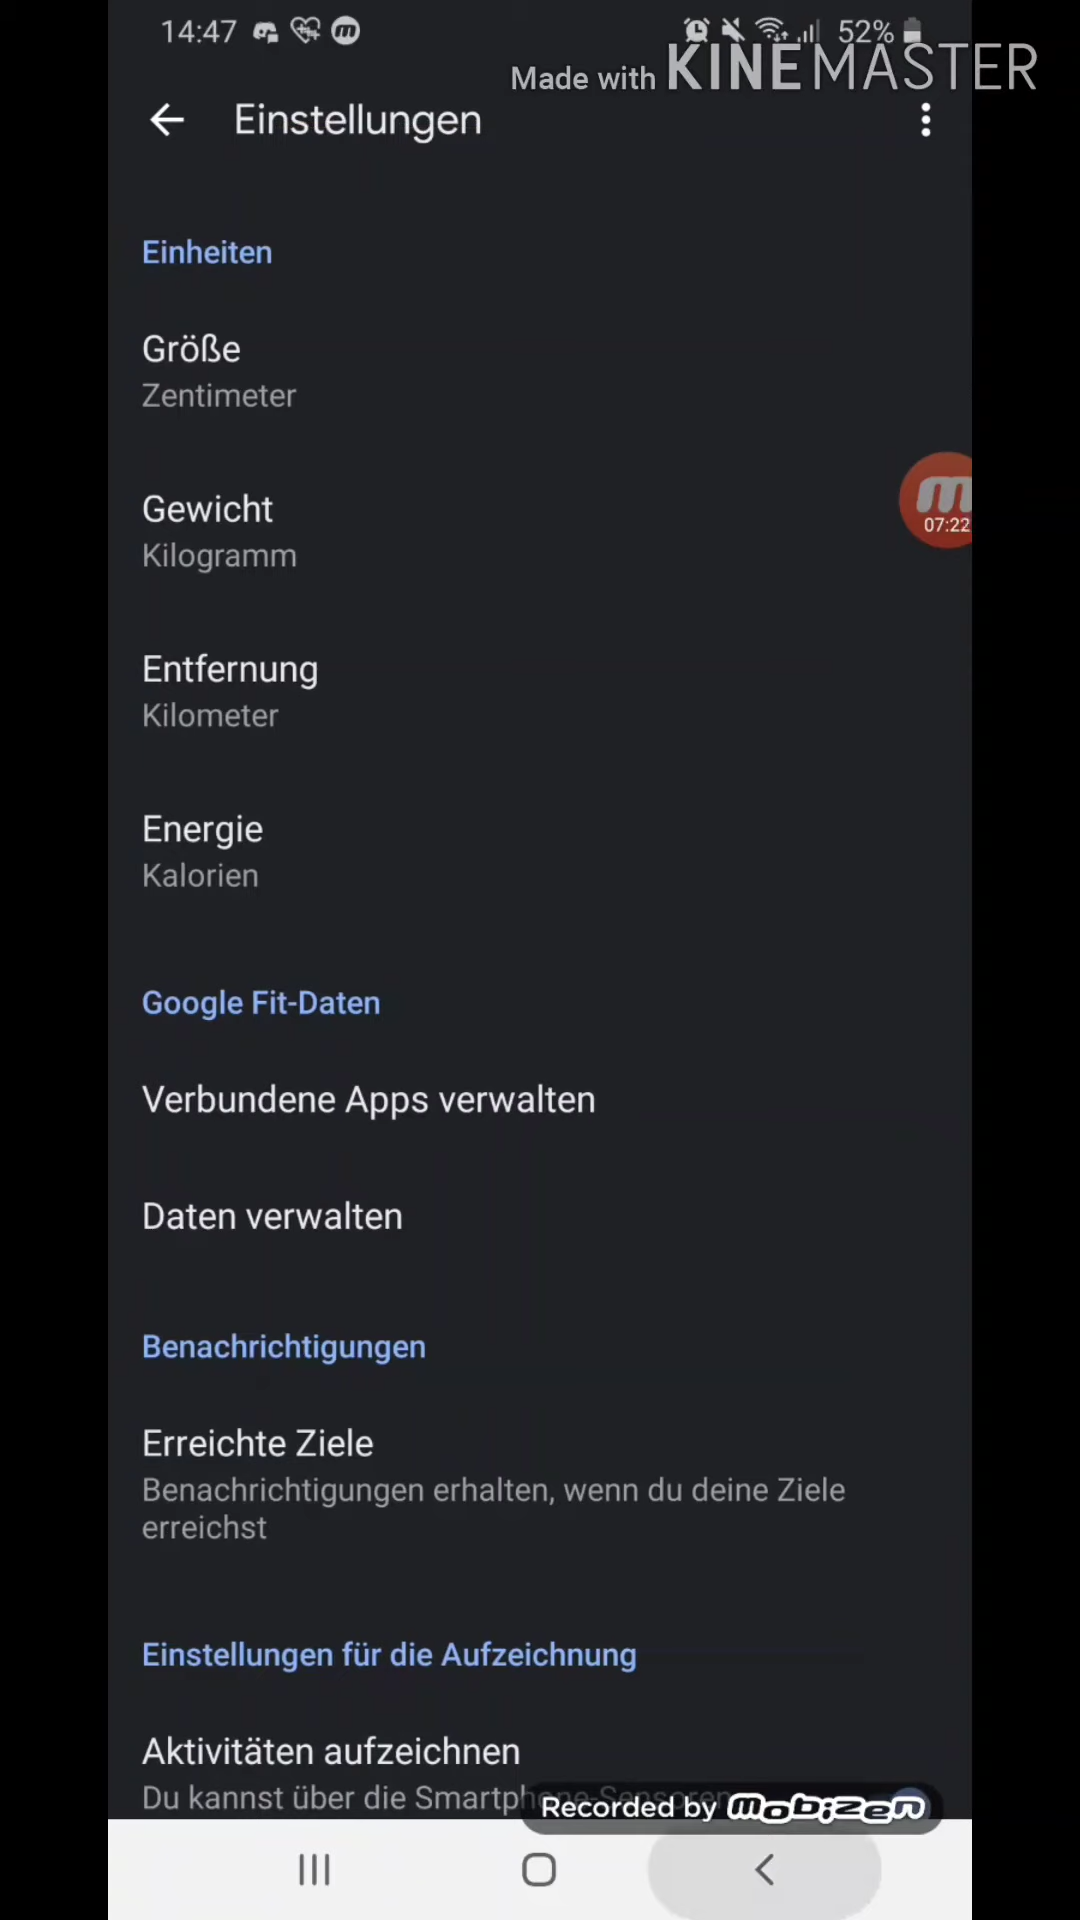 14:47
52%
Made with KINEMASTER
Einstellungen
Einheiten
Größe
Zentimeter
m
07:22
Gewicht
Kilogramm
Entfernung
Kilometer
Energie
Kalorien
Google Fit-Daten
Verbundene Apps verwalten
Daten verwalten
Benachrichtigungen
Erreichte Ziele
Benachrichtigungen erhalten, wenn du deine Ziele
erreichst
Einstellungen für die Aufzeichnung
Aktivitäten aufzeichnen
Du kannst über die Smartphone-Sensoren
Recorded by mobizen